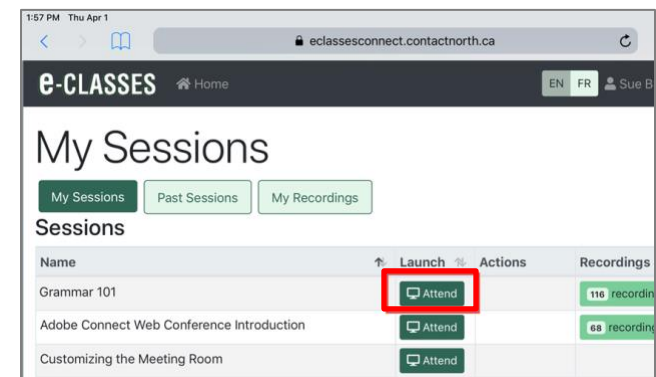 1:57 PM Thu Apr 1
eclassesconnect.contactnorth.ca
e-CLASSES Home EN FR Sue B
My Sessions
My Sessions Past Sessions My Recordings
Sessions
Name Launch Actions Recordings
Grammar 101 Attend 116 recordin
Adobe Connect Web Conference Introduction Attend 68 recording
Customizing the Meeting Room Attend